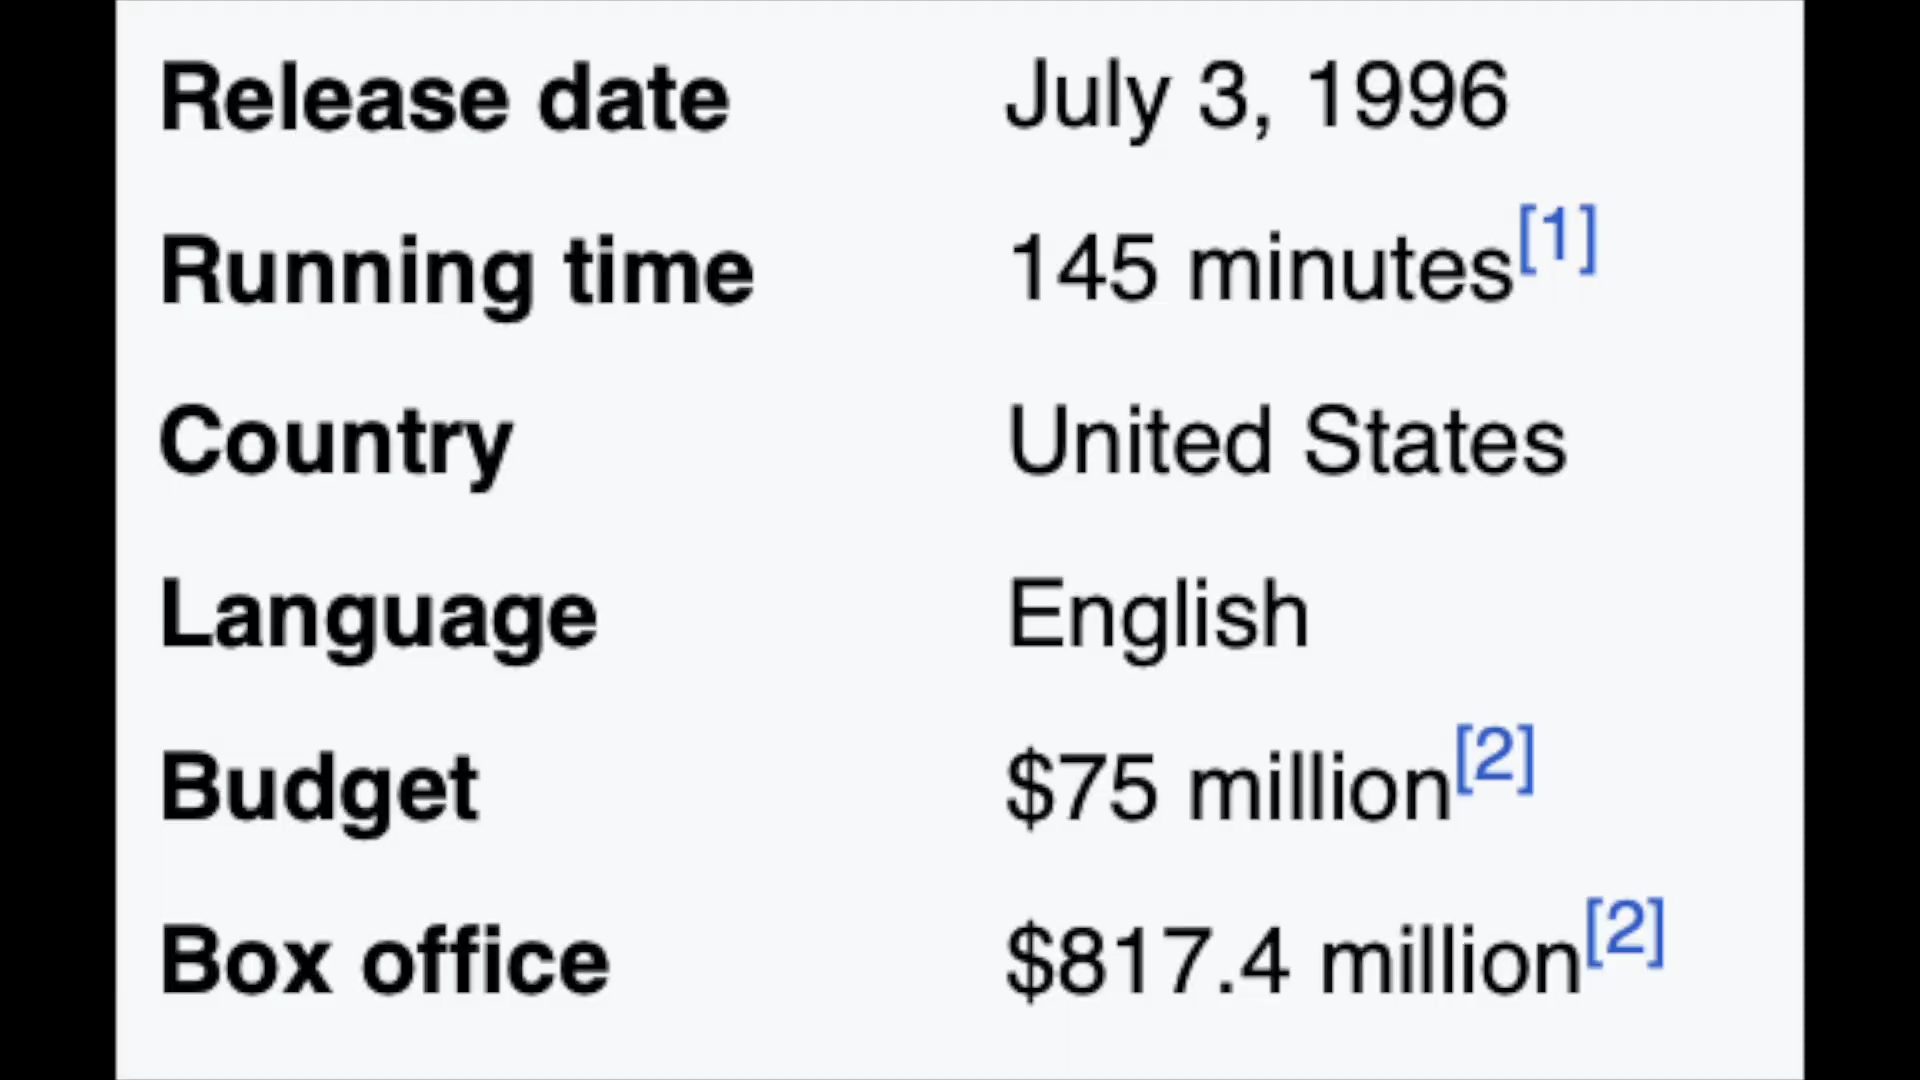 Release date July 3, 1996
Running time 145 minutes[1]
Country United States
Language English
Budget $75 million[2]
Box office $817.4 million[2]